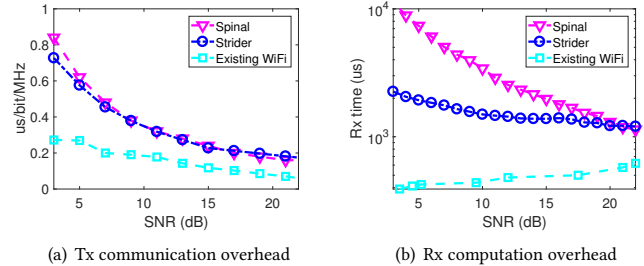 1
0.8
0.6
0.4
0.2
0
us/bit/MHz
Spinal
Strider
Existing WiFi
5 10 15 20
SNR (dB)
(a) Tx communication overhead
10^4
10^3
Rx time (us)
Spinal
Strider
Existing WiFi
5 10 15 20
SNR (dB)
(b) Rx computation overhead